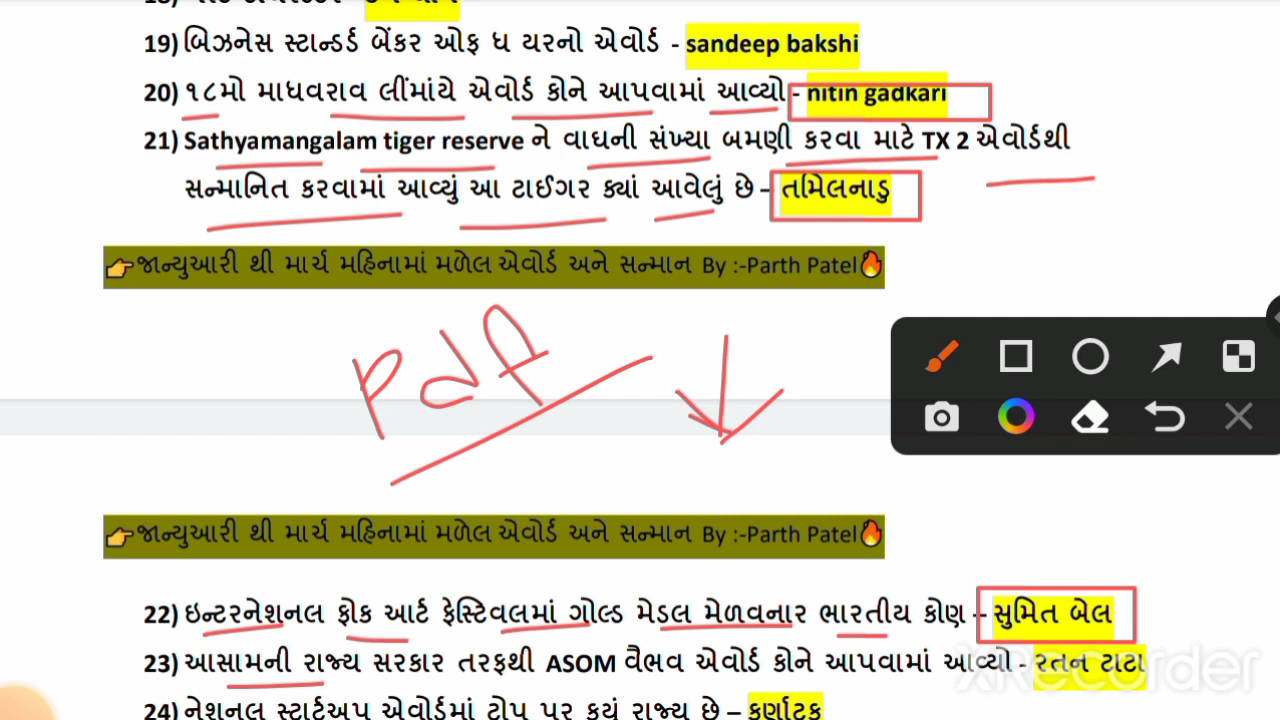 19) બિઝનેસ સ્ટાન્ડર્ડ બેંકર ઓફ ધ યરનો એવોર્ડ - sandeep bakshi
20) ૧૮મો માધવરાવ લીંમાંયે એવોર્ડ કોને આપવામાં આવ્યો - nitin gadkari
21) Sathyamangalam tiger reserve ને વાઘની સંખ્યા બમણી કરવા માટે TX 2 એવોર્ડથી
સન્માનિત કરવામાં આવ્યું આ ટાઈગર ક્યાં આવેલું છે – તમિલનાડુ
👉જાન્યુઆરી થી માર્ચ મહિનામાં મળેલ એવોર્ડ અને સન્માન By :-Parth Patel🔥
Pdf
👉જાન્યુઆરી થી માર્ચ મહિનામાં મળેલ એવોર્ડ અને સન્માન By :-Parth Patel🔥
22) ઇન્ટરનેશનલ ફોક આર્ટ ફેસ્ટિવલમાં ગોલ્ડ મેડલ મેળવનાર ભારતીય કોણ – સુમિત બેલ
23) આસામની રાજ્ય સરકાર તરફથી ASOM વૈભવ એવોર્ડ કોને આપવામાં આવ્યો - રતન ટાટા
XRecorder
24) નેશનલ સ્ટાર્ટઅપ એવોર્ડમાં ટોપ પર કયું રાજ્ય છે – કર્ણાટક